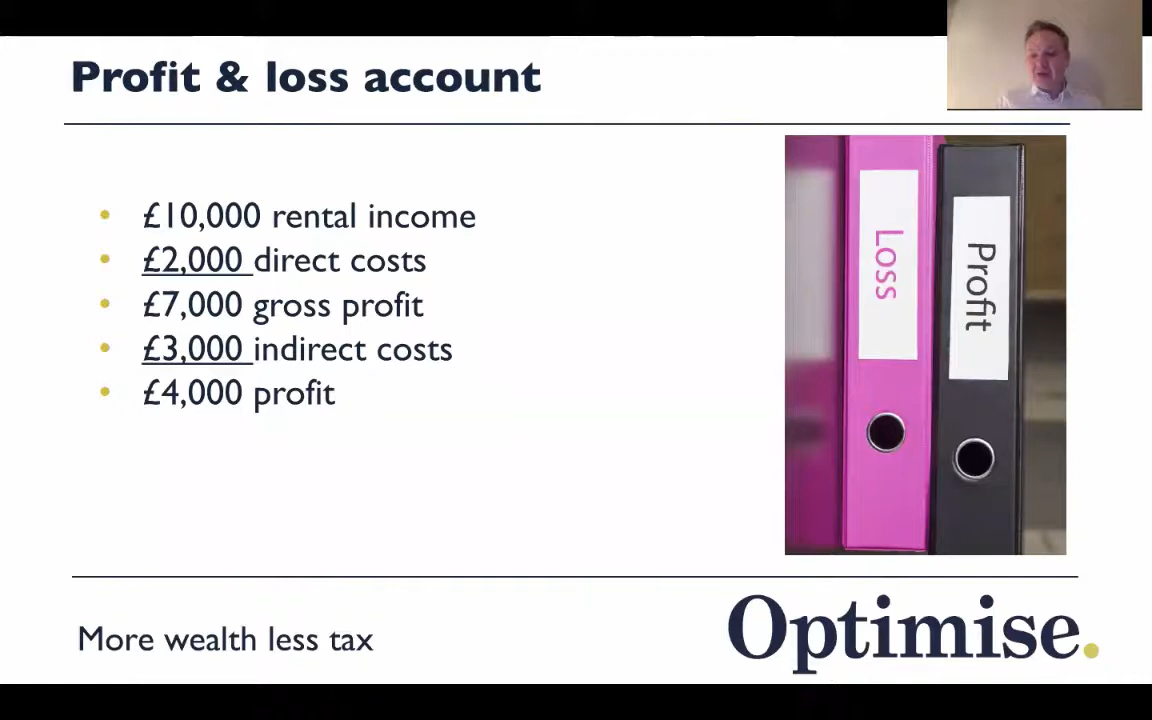 Profit & loss account
• £10,000 rental income
• £2,000 direct costs
• £7,000 gross profit
• £3,000 indirect costs
• £4,000 profit
Loss
Profit
More wealth less tax
Optimise.